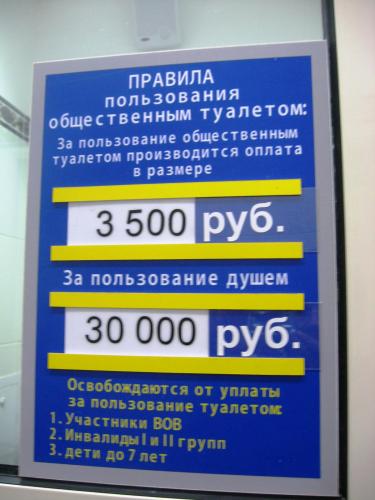 ПРАВИЛА
пользования
общественным туалетом:
За пользование общественным
туалетом производится оплата
в размере
3 500 руб.
За пользование душем
30 000 руб.
Освобождаются от уплаты
за пользование туалетом:
1. Участники ВОВ
2. Инвалиды I и II групп
3. дети до 7 лет